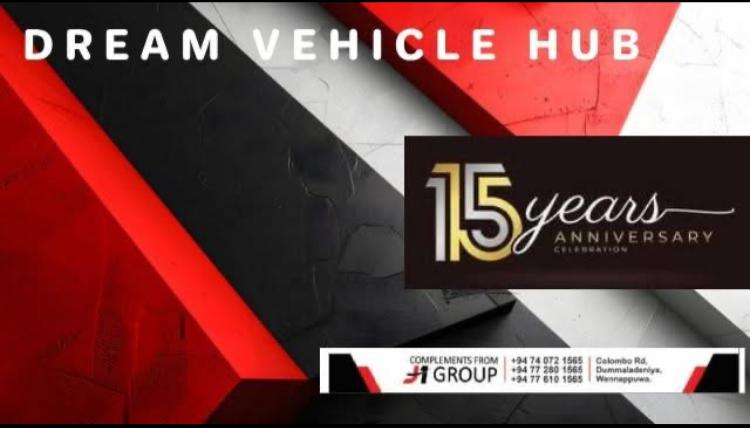 DREAM VEHICLE HUB
15 years
ANNIVERSARY
CELEBRATION
COMPLEMENTS FROM
GROUP
+94 74 072 1565
+94 77 280 1565
+94 77 610 1565
Colombo Rd,
Dummaladeniya,
Wennappuwa.